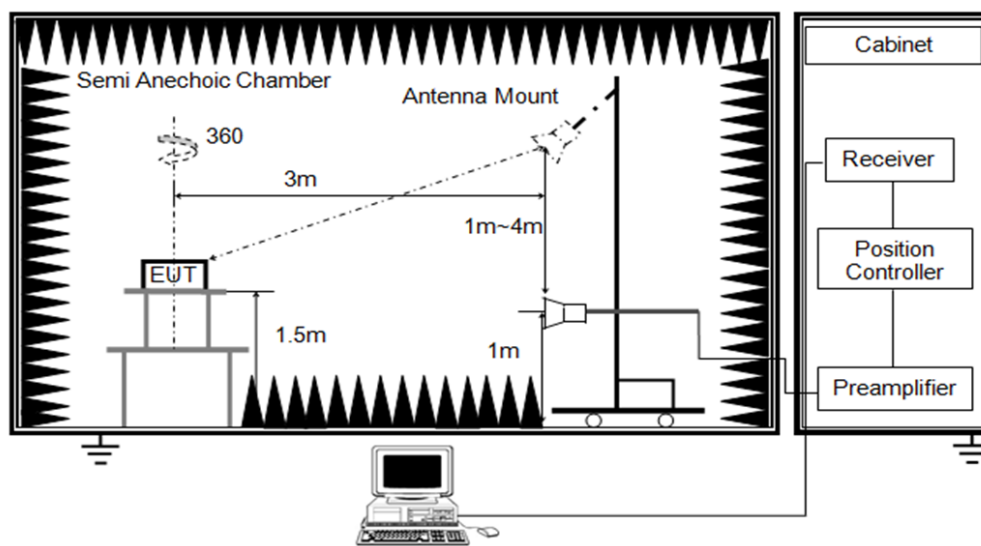 Cabinet
Semi Anechoic Chamber
Antenna Mount
360
Receiver
3m
1m~4m
Position
Controller
EUT
1.5m
1m
Preamplifier